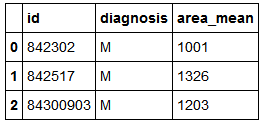 id diagnosis area_mean
0 842302 M 1001
1 842517 M 1326
2 84300903 M 1203